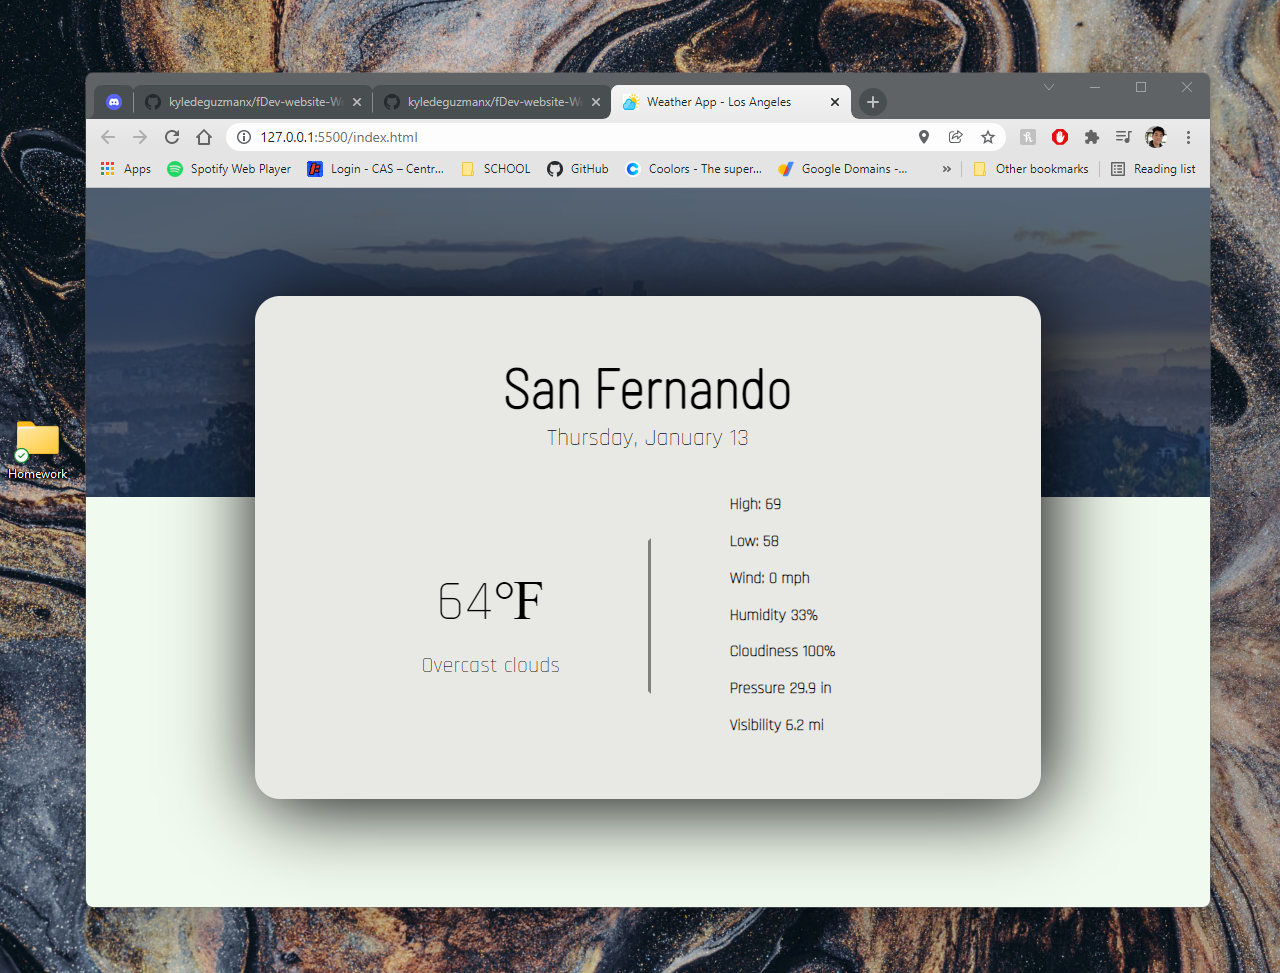 kyledeguzmanx/fDev-website-W
kyledeguzmanx/fDev-website-W
Weather App - Los Angeles
127.0.0.1:5500/index.html
Apps
Spotify Web Player
Login - CAS – Centr...
SCHOOL
GitHub
Coolors - The super...
Google Domains -...
»
Other bookmarks
Reading list
San Fernando
Thursday, January 13
64°F
Overcast clouds
High: 69
Low: 58
Wind: 0 mph
Humidity 33%
Cloudiness 100%
Pressure 29.9 in
Visibility 6.2 mi
Homework